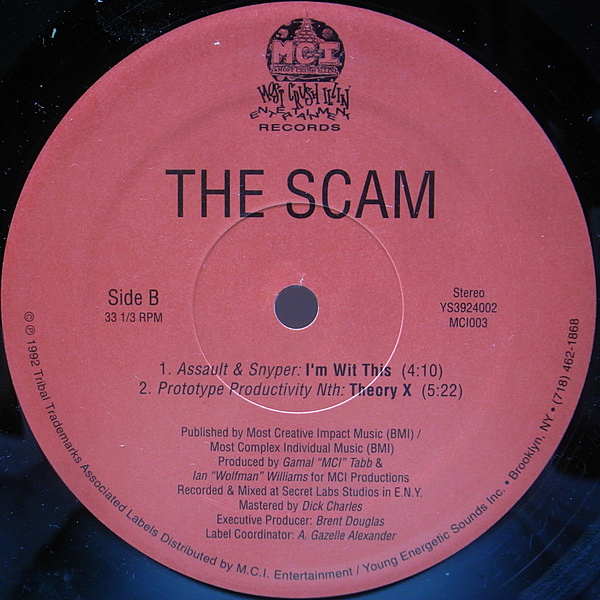 MCI
MOST CRUSH ILLIN
MOST CRUSH ILLIN
ENTERTAINMENT
RECORDS
THE SCAM
Side B
33 1/3 RPM
Stereo
YS3924002
MCI003
1. Assault & Snyper: I'm Wit This (4:10)
2. Prototype Productivity Nth: Theory X (5:22)
Published by Most Creative Impact Music (BMI) /
Most Complex Individual Music (BMI)
Produced by Gamal "MCI" Tabb &
Ian "Wolfman" Williams for MCI Productions
Recorded & Mixed at Secret Labs Studios in E.N.Y.
Mastered by Dick Charles
Executive Producer: Brent Douglas
Label Coordinator: A. Gazelle Alexander
© ℗ 1992 Tribal Trademarks Associated Labels Distributed by M.C.I. Entertainment / Young Energetic Sounds Inc. • Brooklyn, NY • (718) 462-1868